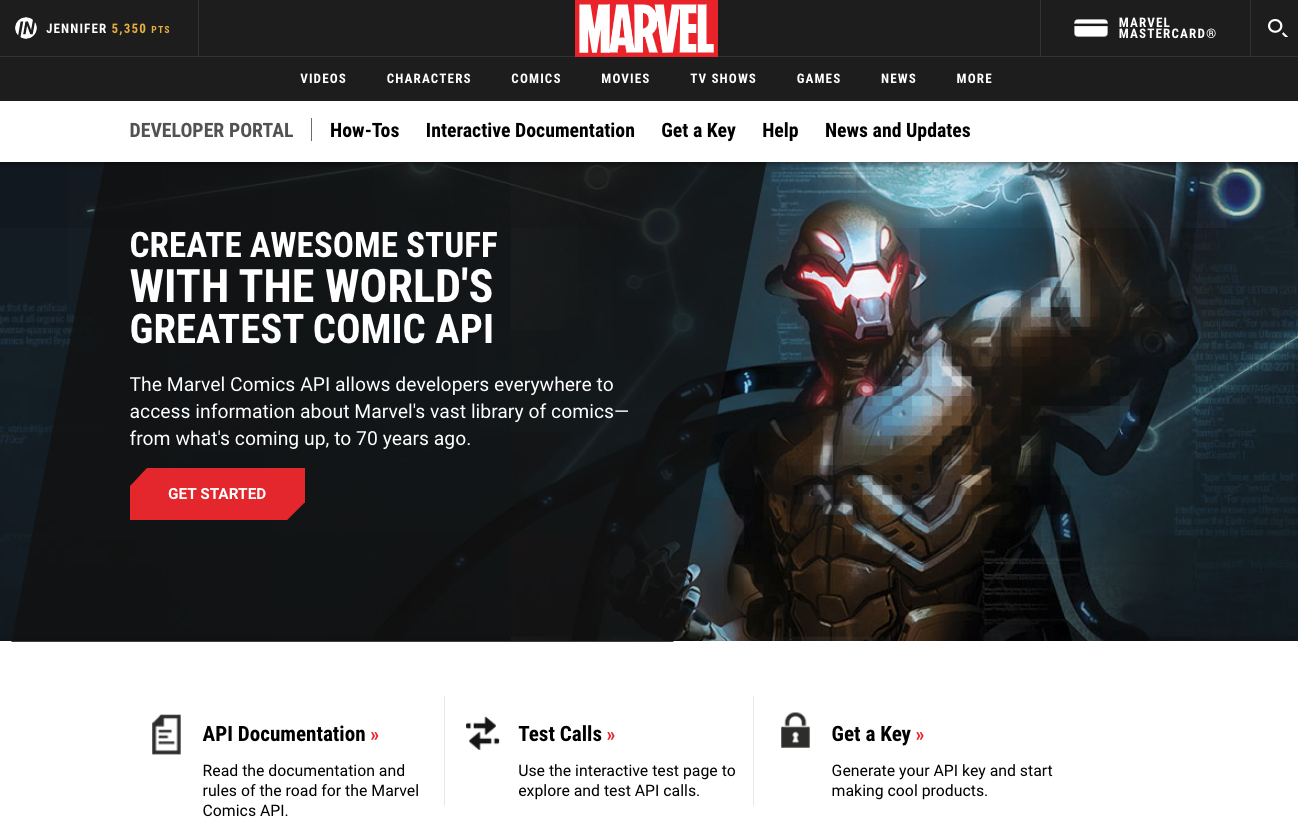 JENNIFER 5,350 PTS
MARVEL
MARVEL
MASTERCARD®
VIDEOS CHARACTERS COMICS MOVIES TV SHOWS GAMES NEWS MORE
DEVELOPER PORTAL How-Tos Interactive Documentation Get a Key Help News and Updates
CREATE AWESOME STUFF
WITH THE WORLD'S
GREATEST COMIC API
The Marvel Comics API allows developers everywhere to
access information about Marvel's vast library of comics—
from what's coming up, to 70 years ago.
GET STARTED
API Documentation »
Read the documentation and
rules of the road for the Marvel
Comics API.
Test Calls »
Use the interactive test page to
explore and test API calls.
Get a Key »
Generate your API key and start
making cool products.